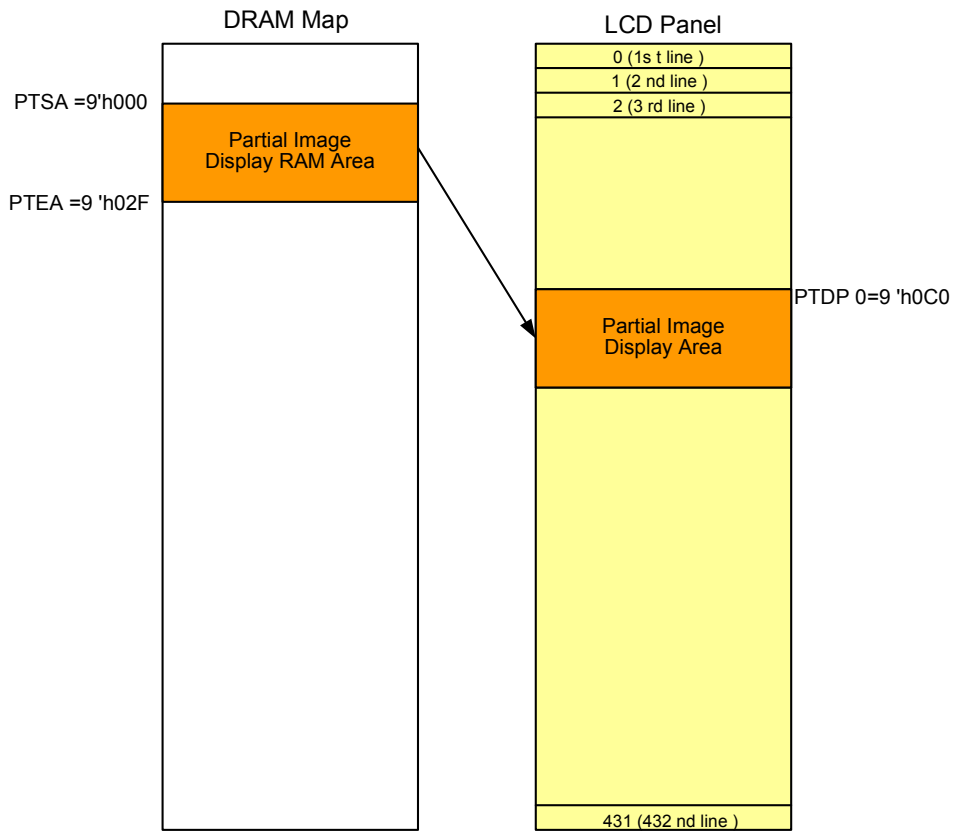 DRAM Map
LCD Panel
0 (1s t line )
1 (2 nd line )
2 (3 rd line )
PTSA =9'h000
Partial Image
Display RAM Area
PTEA =9 'h02F
PTDP 0=9 'h0C0
Partial Image
Display Area
431 (432 nd line )